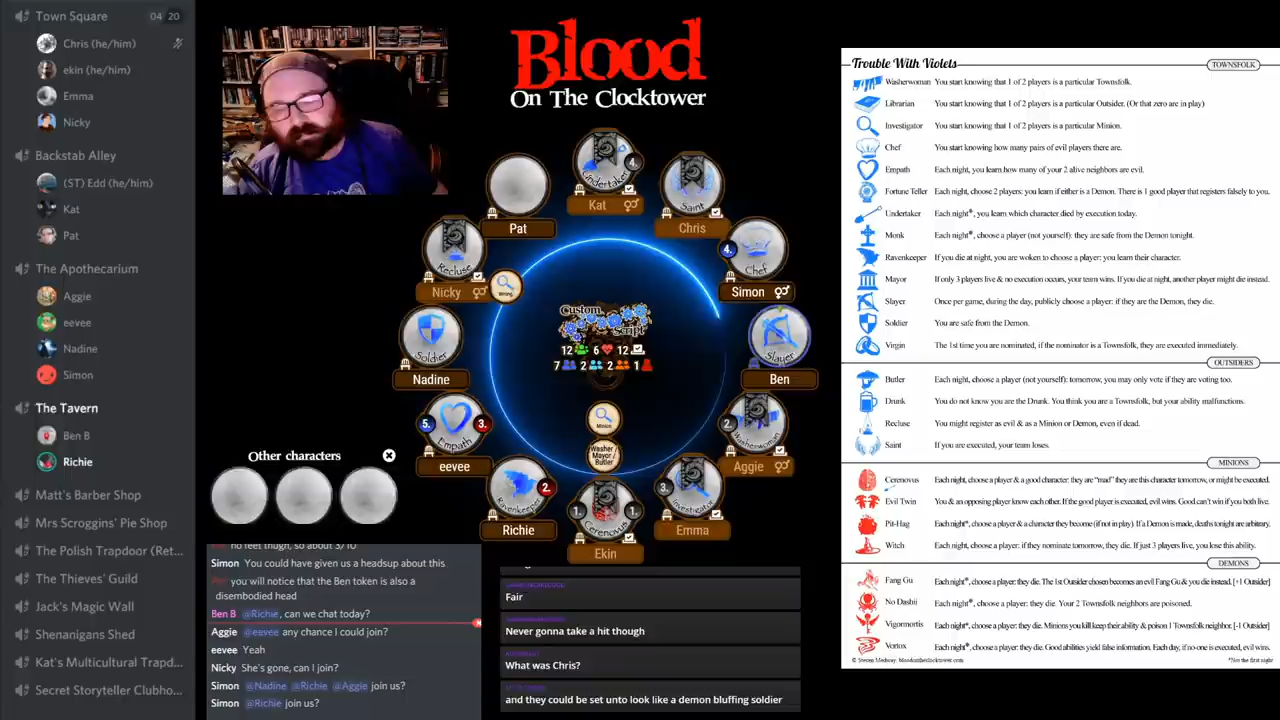 Town Square
04 20
Chris (he/him)
ekin (he/him)
Emma
Nicky
Backstab Alley
(ST) Edd (he/him)
Kat
Pat
The Apothecarium
Aggie
eevee
Nadine
Simon
The Tavern
Ben B
Richie
Matt's Barber Shop
Mrs Scroggins' Pie Shop
The Polish Trapdoor (Ret...
The Thieves' Guild
Jack's Magic Wall
Shenanigans Shed
Kat's Multicultural Trapd...
Secret Storyteller Clubho...
Blood
On The Clocktower
Undertaker
4.
Kat
Saint
Chris
Chef
4.
Simon
Slayer
Ben
Washerwoman
2.
Aggie
Investigator
3.
Emma
Cerenovus
1.
1.
Ekin
Ravenkeeper
2.
Richie
Empath
5.
3.
eevee
Soldier
Nadine
Recluse
Nicky
Wrong
Pat
Custom
Script
12 6 12
7 2 2 1
Minion
Washer/
Mayor/
Butler
Other characters
no feet thugh, so about 3/10
Simon You could have given us a headsup about this
you will notice that the Ben token is also a
disembodied head
Ben B @Richie, can we chat today?
Aggie @eevee any chance I could join?
eevee Yeah
Nicky She's gone, can I join?
Simon @Nadine @Richie @Aggie join us?
Simon @Richie join us?
Fair
Never gonna take a hit though
What was Chris?
and they could be set unto look like a demon bluffing soldier
Trouble With Violets
TOWNSFOLK
Washerwoman You start knowing that 1 of 2 players is a particular Townsfolk.
Librarian You start knowing that 1 of 2 players is a particular Outsider. (Or that zero are in play)
Investigator You start knowing that 1 of 2 players is a particular Minion.
Chef You start knowing how many pairs of evil players there are.
Empath Each night, you learn how many of your 2 alive neighbors are evil.
Fortune Teller Each night, choose 2 players: you learn if either is a Demon. There is 1 good player that registers falsely to you.
Undertaker Each night*, you learn which character died by execution today.
Monk Each night*, choose a player (not yourself): they are safe from the Demon tonight.
Ravenkeeper If you die at night, you are woken to choose a player: you learn their character.
Mayor If only 3 players live & no execution occurs, your team wins. If you die at night, another player might die instead.
Slayer Once per game, during the day, publicly choose a player: if they are the Demon, they die.
Soldier You are safe from the Demon.
Virgin The 1st time you are nominated, if the nominator is a Townsfolk, they are executed immediately.
OUTSIDERS
Butler Each night, choose a player (not yourself): tomorrow, you may only vote if they are voting too.
Drunk You do not know you are the Drunk. You think you are a Townsfolk, but your ability malfunctions.
Recluse You might register as evil & as a Minion or Demon, even if dead.
Saint If you are executed, your team loses.
MINIONS
Cerenovus Each night, choose a player & a good character: they are "mad" they are this character tomorrow, or might be executed.
Evil Twin You & an opposing player know each other. If the good player is executed, evil wins. Good can't win if you both live.
Pit-Hag Each night*, choose a player & a character they become (if not in play). If a Demon is made, deaths tonight are arbitrary.
Witch Each night, choose a player: if they nominate tomorrow, they die. If just 3 players live, you lose this ability.
DEMONS
Fang Gu Each night*, choose a player: they die. The 1st Outsider chosen becomes an evil Fang Gu & you die instead. [+1 Outsider]
No Dashii Each night*, choose a player: they die. Your 2 Townsfolk neighbors are poisoned.
Vigormortis Each night*, choose a player: they die. Minions you kill keep their ability & poison 1 Townsfolk neighbor. [-1 Outsider]
Vortox Each night*, choose a player: they die. Good abilities yield false information. Each day, if no-one is executed, evil wins.
© Steven Medway: bloodontheclocktower.com
*Not the first night